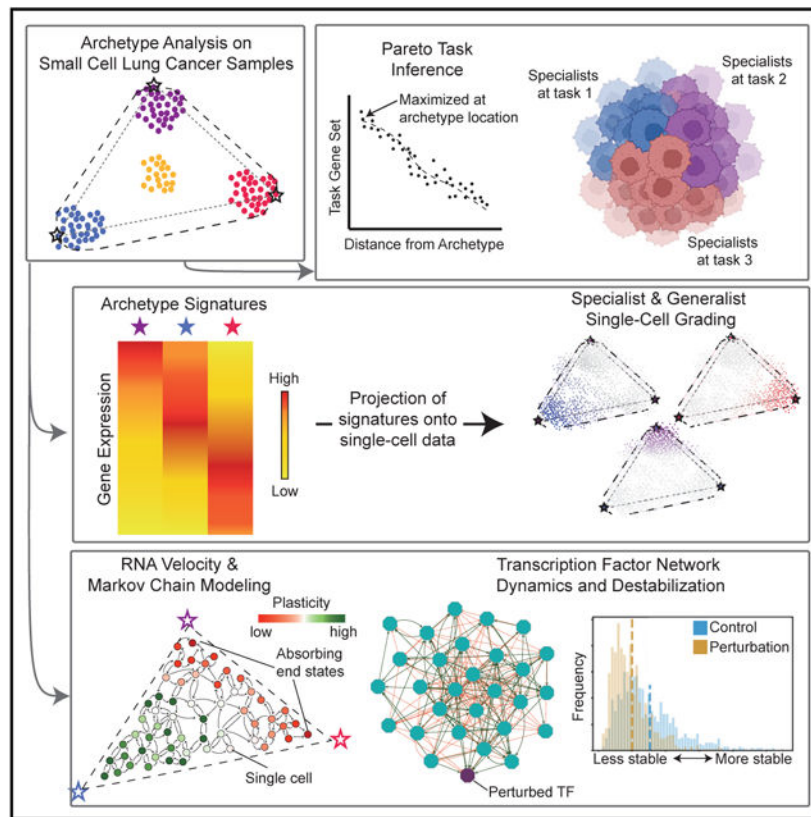 Archetype Analysis on
Small Cell Lung Cancer Samples
Pareto Task
Inference
Maximized at
archetype location
Task Gene Set
Distance from Archetype
Specialists
at task 1
Specialists
at task 2
Specialists
at task 3
Archetype Signatures
Gene Expression
High
Low
Projection of
signatures onto
single-cell data
Specialist & Generalist
Single-Cell Grading
RNA Velocity &
Markov Chain Modeling
Plasticity
low
high
Absorbing
end states
Single cell
Transcription Factor Network
Dynamics and Destabilization
Perturbed TF
Control
Perturbation
Frequency
Less stable
More stable